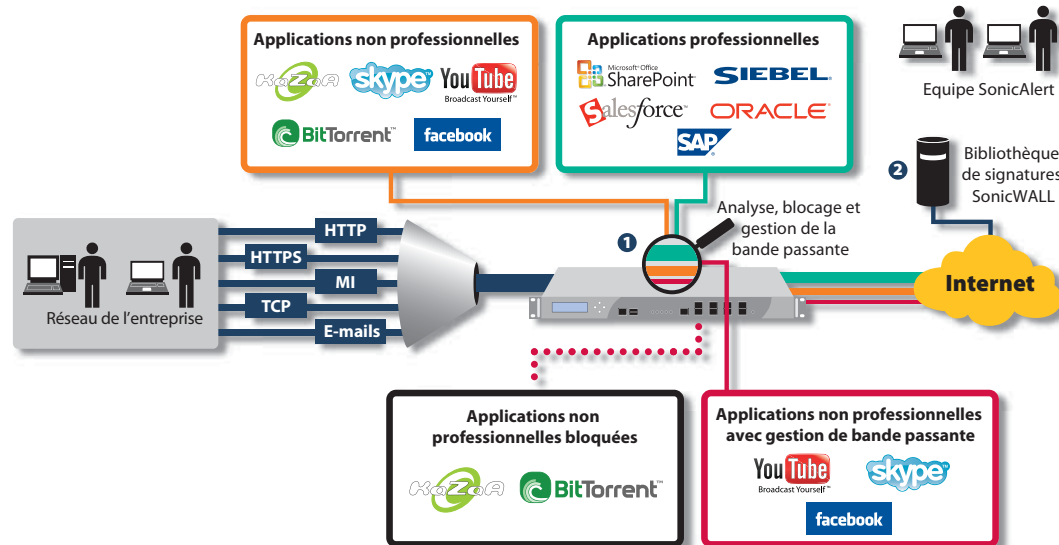 Applications non professionnelles
KaZaA
skype™
YouTube
Broadcast Yourself™
BitTorrent™
facebook
Applications professionnelles
Microsoft® Office
SharePoint®
SIEBEL®
Salesforce™
ORACLE®
SAP®
Equipe SonicAlert
2
Bibliothèque
de signatures
SonicWALL
Analyse, blocage et
gestion de la
bande passante
1
HTTP
HTTPS
MI
TCP
E-mails
Réseau de l’entreprise
Internet
Applications non
professionnelles bloquées
KaZaA
BitTorrent™
Applications non professionnelles
avec gestion de bande passante
YouTube
Broadcast Yourself™
skype™
facebook